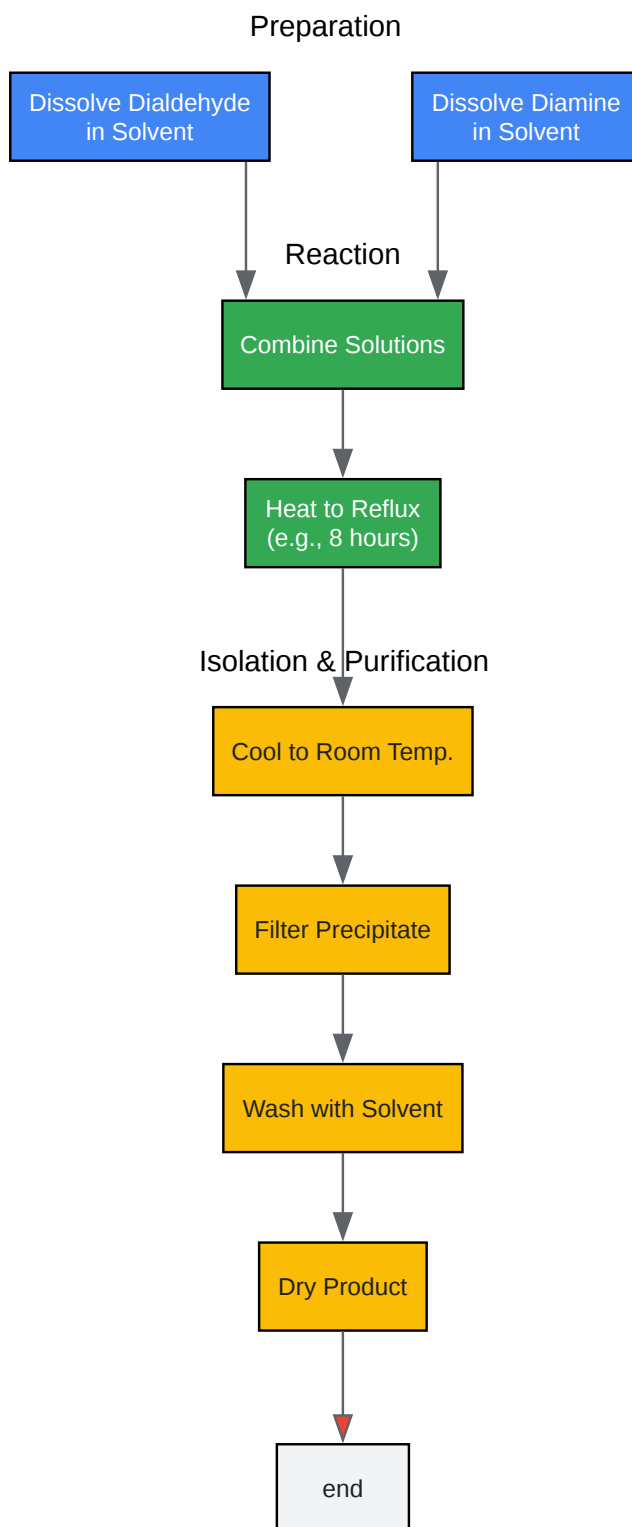 Preparation
Dissolve Dialdehyde
in Solvent
Dissolve Diamine
in Solvent
Reaction
Combine Solutions
Heat to Reflux
(e.g., 8 hours)
Isolation & Purification
Cool to Room Temp.
Filter Precipitate
Wash with Solvent
Dry Product
end